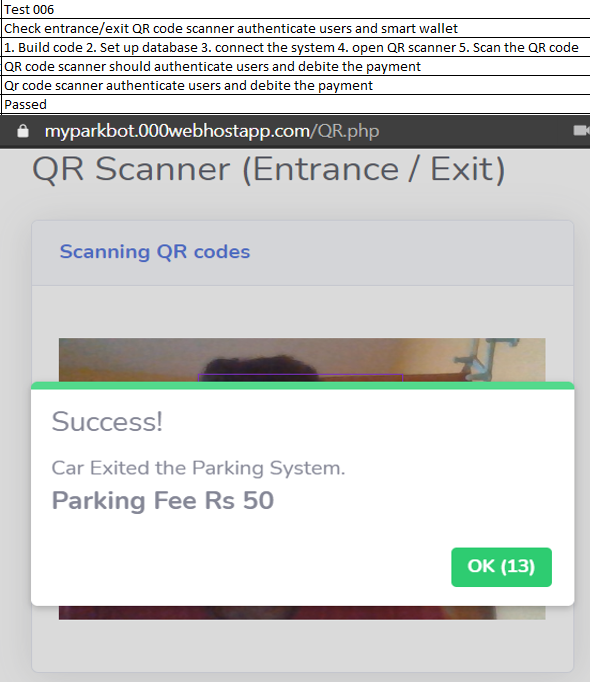 Test 006
Check entrance/exit QR code scanner authenticate users and smart wallet
1. Build code 2. Set up database 3. connect the system 4. open QR scanner 5. Scan the QR code
QR code scanner should authenticate users and debite the payment
Qr code scanner authenticate users and debite the payment
Passed
myparkbot.000webhostapp.com/QR.php
QR Scanner (Entrance / Exit)
Scanning QR codes
Success!
Car Exited the Parking System.
Parking Fee Rs 50
OK (13)